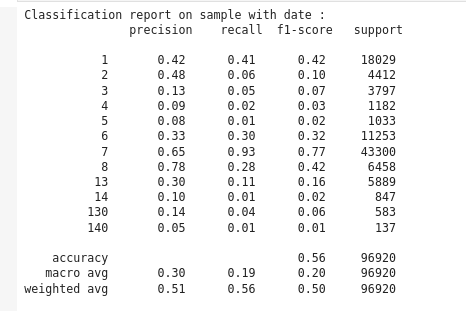 Classification report on sample with date :
precision recall f1-score support
1 0.42 0.41 0.42 18029
2 0.48 0.06 0.10 4412
3 0.13 0.05 0.07 3797
4 0.09 0.02 0.03 1182
5 0.08 0.01 0.02 1033
6 0.33 0.30 0.32 11253
7 0.65 0.93 0.77 43300
8 0.78 0.28 0.42 6458
13 0.30 0.11 0.16 5889
14 0.10 0.01 0.02 847
130 0.14 0.04 0.06 583
140 0.05 0.01 0.01 137
accuracy 0.56 96920
macro avg 0.30 0.19 0.20 96920
weighted avg 0.51 0.56 0.50 96920